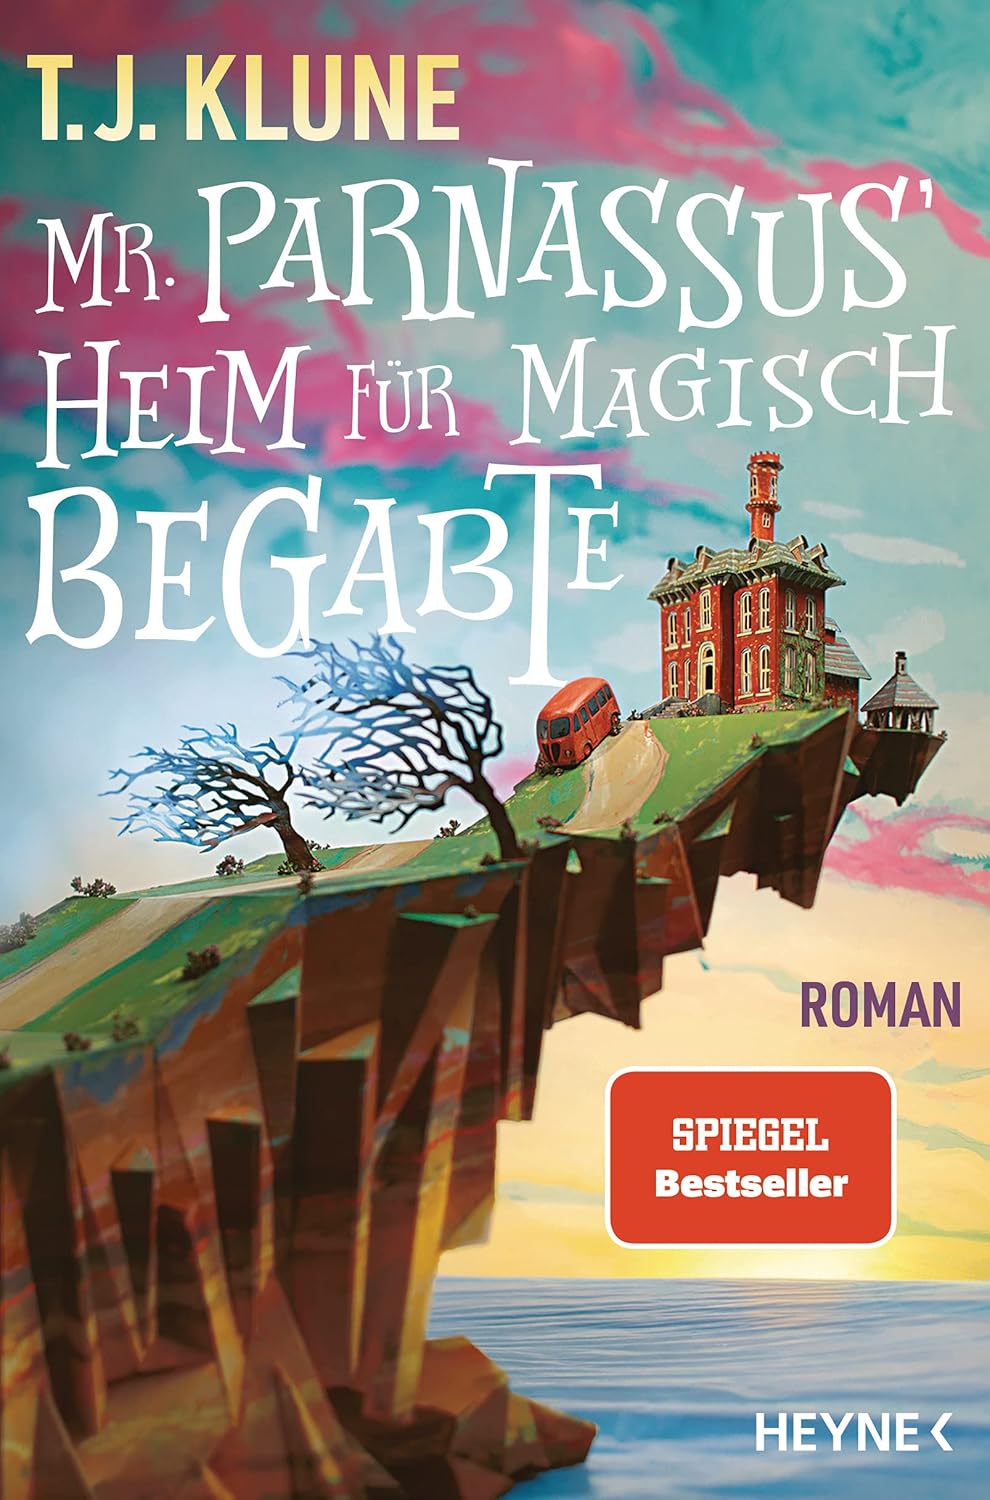 T.J. KLUNE
MR. PARNASSUS'
HEIM FÜR MAGISCH
BEGABTE
ROMAN
SPIEGEL
Bestseller
HEYNE